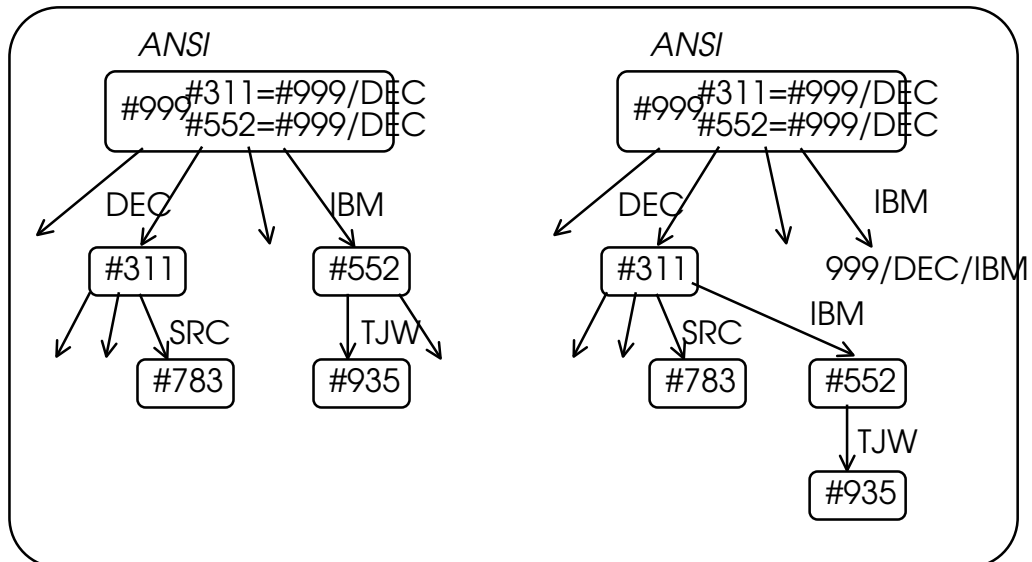 ANSI
#999
#311=#999/DEC
#552=#999/DEC
DEC
IBM
#311
#552
SRC
TJW
#783
#935
ANSI
#999
#311=#999/DEC
#552=#999/DEC
DEC
IBM
#311
999/DEC/IBM
IBM
SRC
#783
#552
TJW
#935